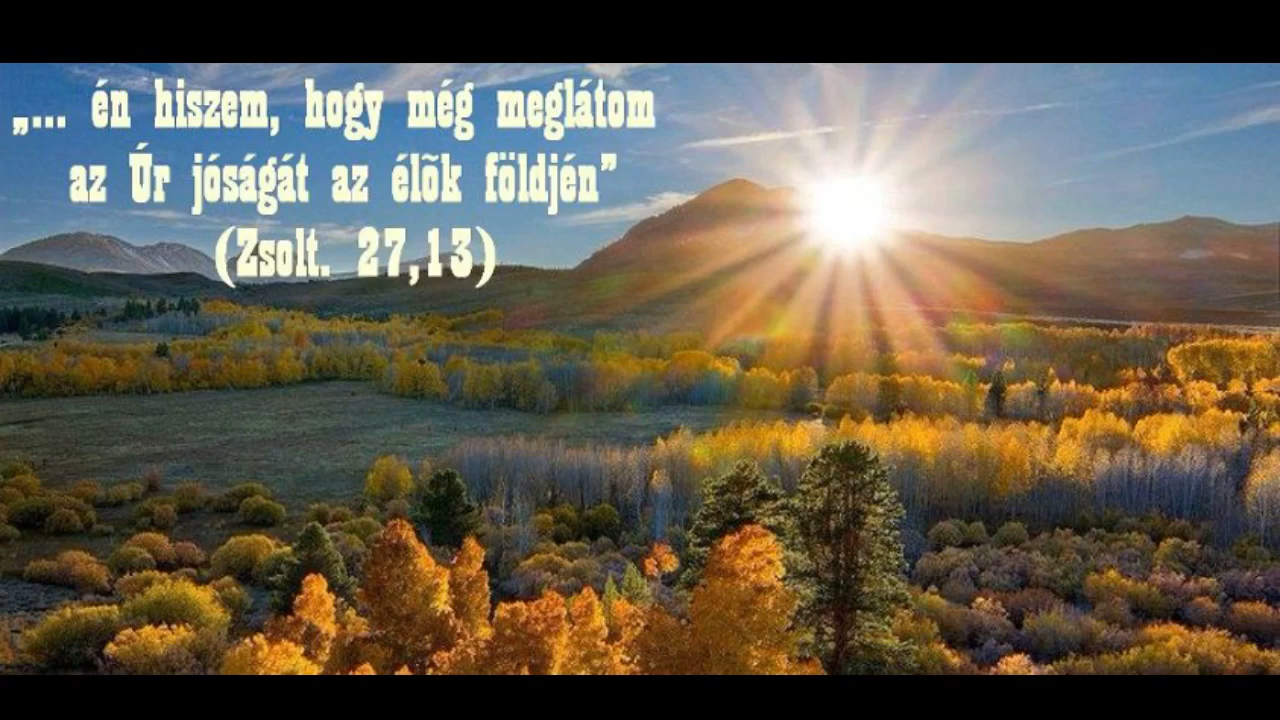 „... én hiszem, hogy még meglátom
az Úr jóságát az élõk földjén”
(Zsolt. 27,13)